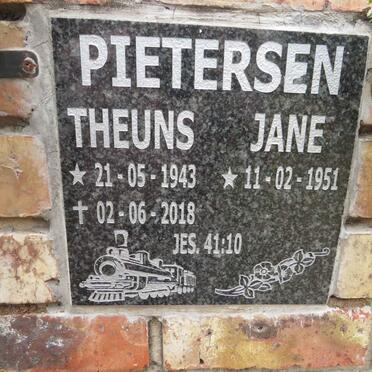 PIETERSEN
THEUNS JANE
★ 21 - 05 - 1943 ★ 11 - 02 - 1951
✝ 02 - 06 - 2018
JES. 41:10